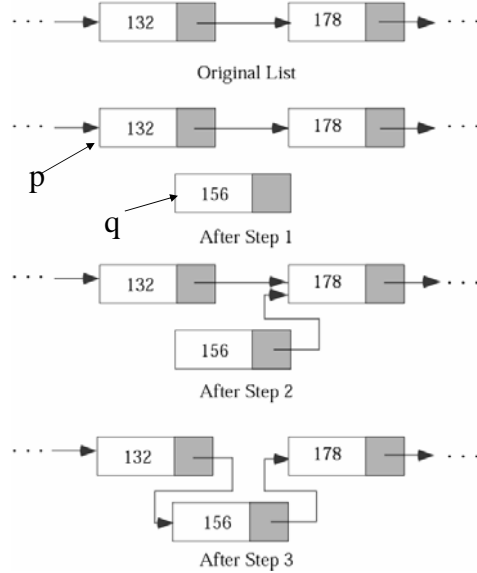 · · · 132 178 · · ·
Original List
· · · 132 178 · · ·
p
156
q
After Step 1
· · · 132 178 · · ·
156
After Step 2
· · · 132 178 · · ·
156
After Step 3